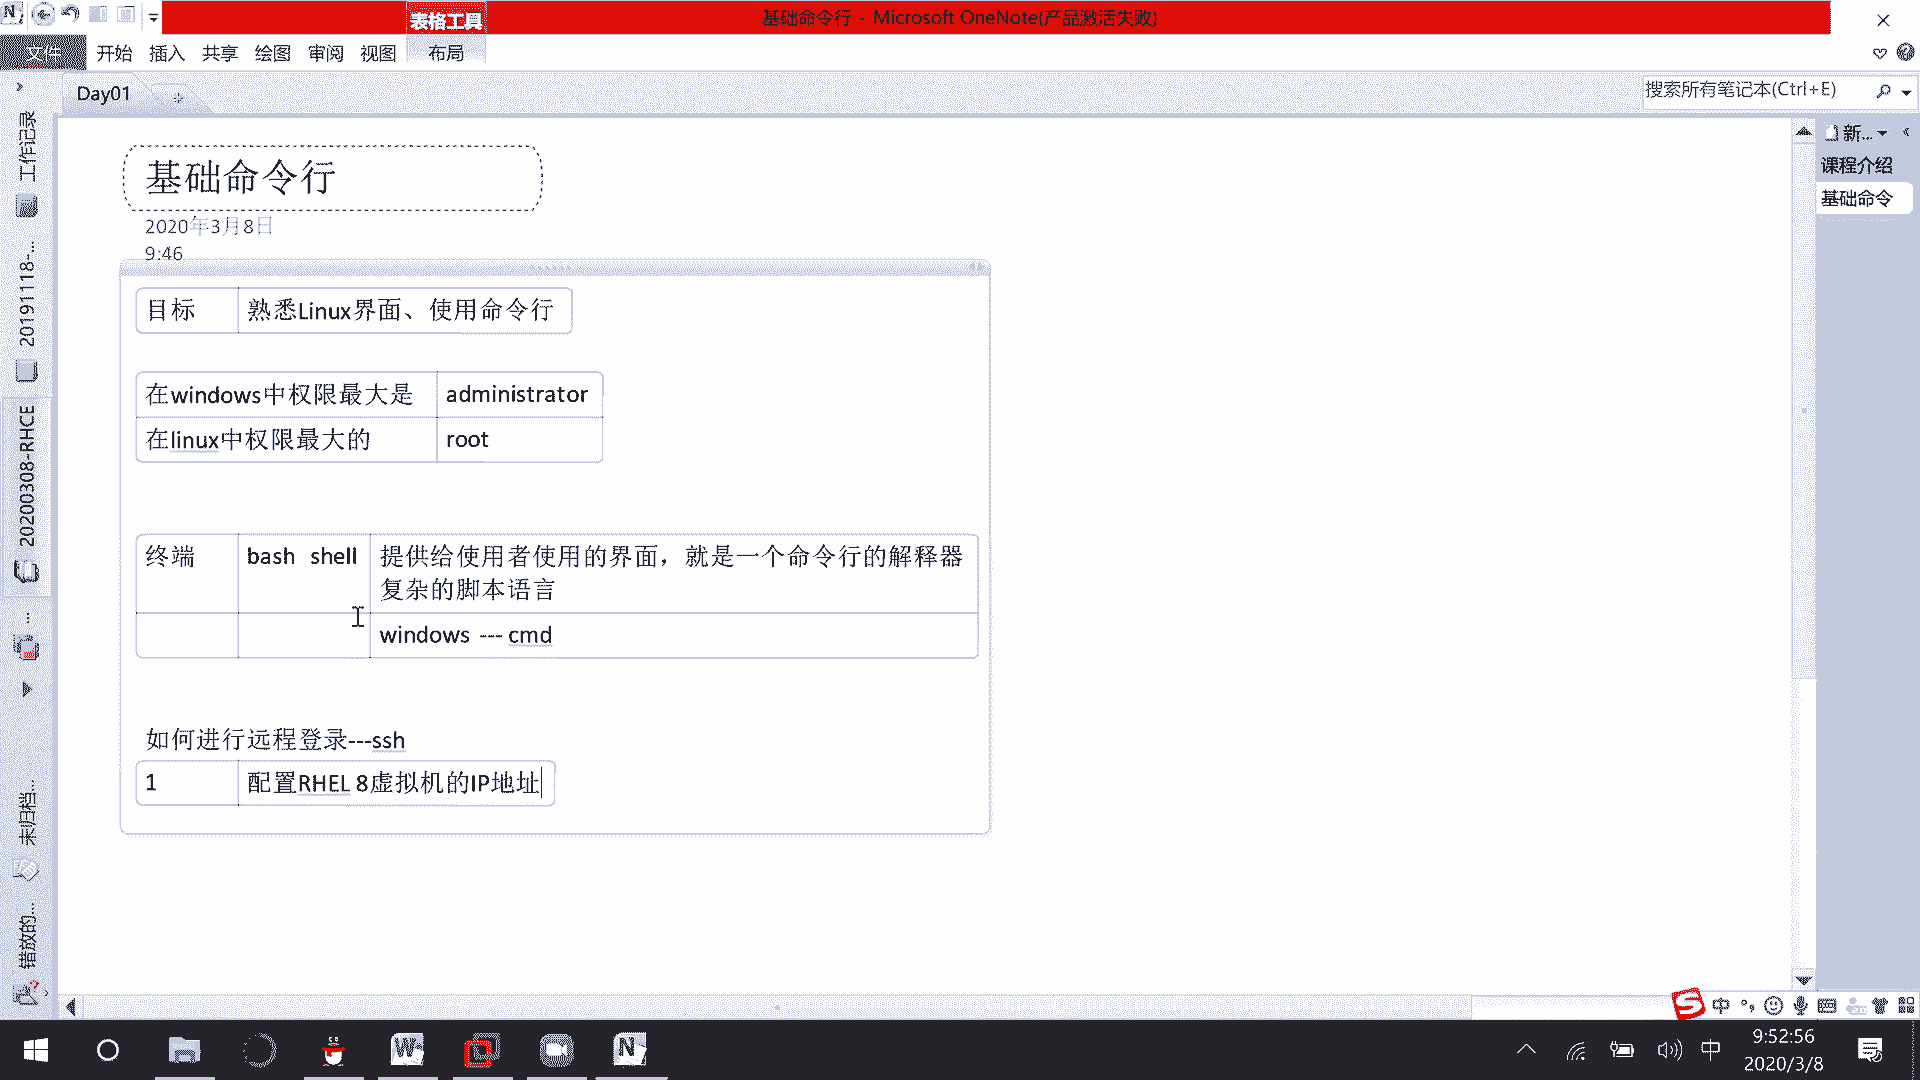 表格工具
基础命令行 - Microsoft OneNote(产品激活失败)
文件 开始 插入 共享 绘图 审阅 视图 布局
Day01
搜索所有笔记本(Ctrl+E)
工作记录
20191118-...
20200308-RHCE
...
未归档...
错放的...
新...
课程介绍
基础命令
基础命令行
2020年3月8日
9:46
目标 熟悉Linux界面、使用命令行
在windows中权限最大是 administrator
在linux中权限最大的 root
终端 bash shell 提供给使用者使用的界面，就是一个命令行的解释器
复杂的脚本语言
windows --- cmd
如何进行远程登录---ssh
1 配置RHEL 8虚拟机的IP地址
中
中
9:52:56
2020/3/8